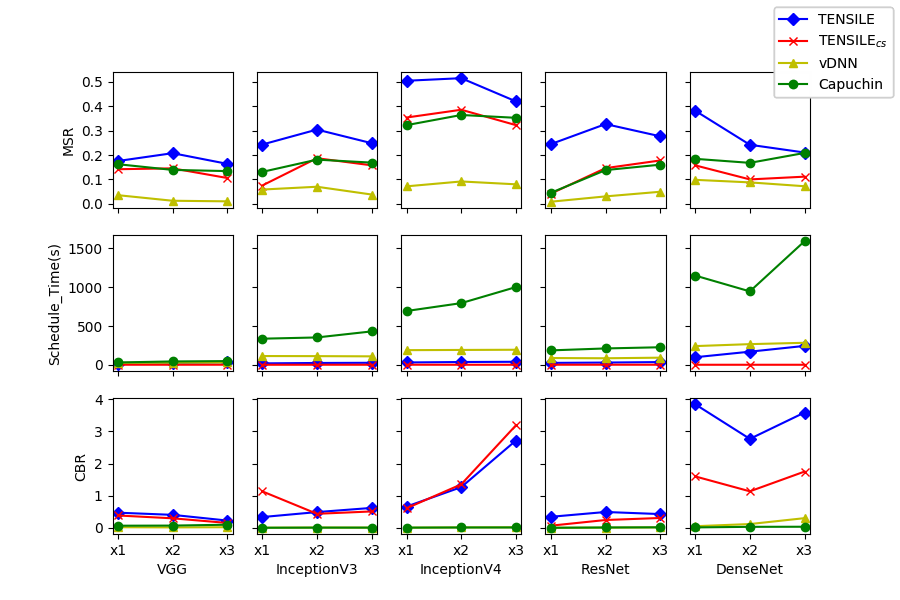 TENSILE
TENSILEcs
vDNN
Capuchin
0.5
0.4
0.3
0.2
0.1
0.0
MSR
1500
1000
500
0
Schedule_Time(s)
4
3
2
1
0
CBR
x1 x2 x3 x1 x2 x3 x1 x2 x3 x1 x2 x3 x1 x2 x3
VGG InceptionV3 InceptionV4 ResNet DenseNet